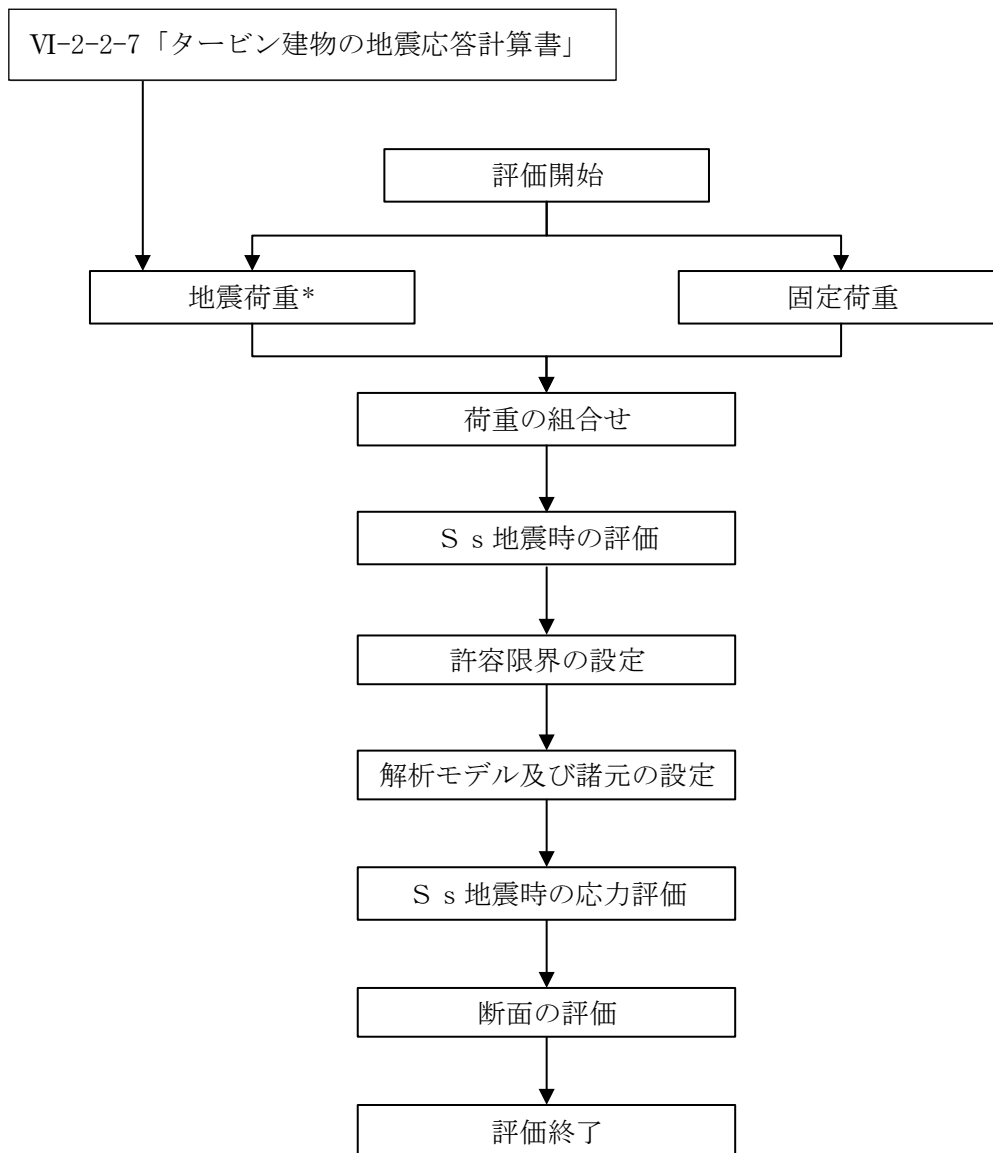 Ⅵ-2-2-7「タービン建物の地震応答計算書」
評価開始
地震荷重*
固定荷重
荷重の組合せ
Ｓｓ地震時の評価
許容限界の設定
解析モデル及び諸元の設定
Ｓｓ地震時の応力評価
断面の評価
評価終了